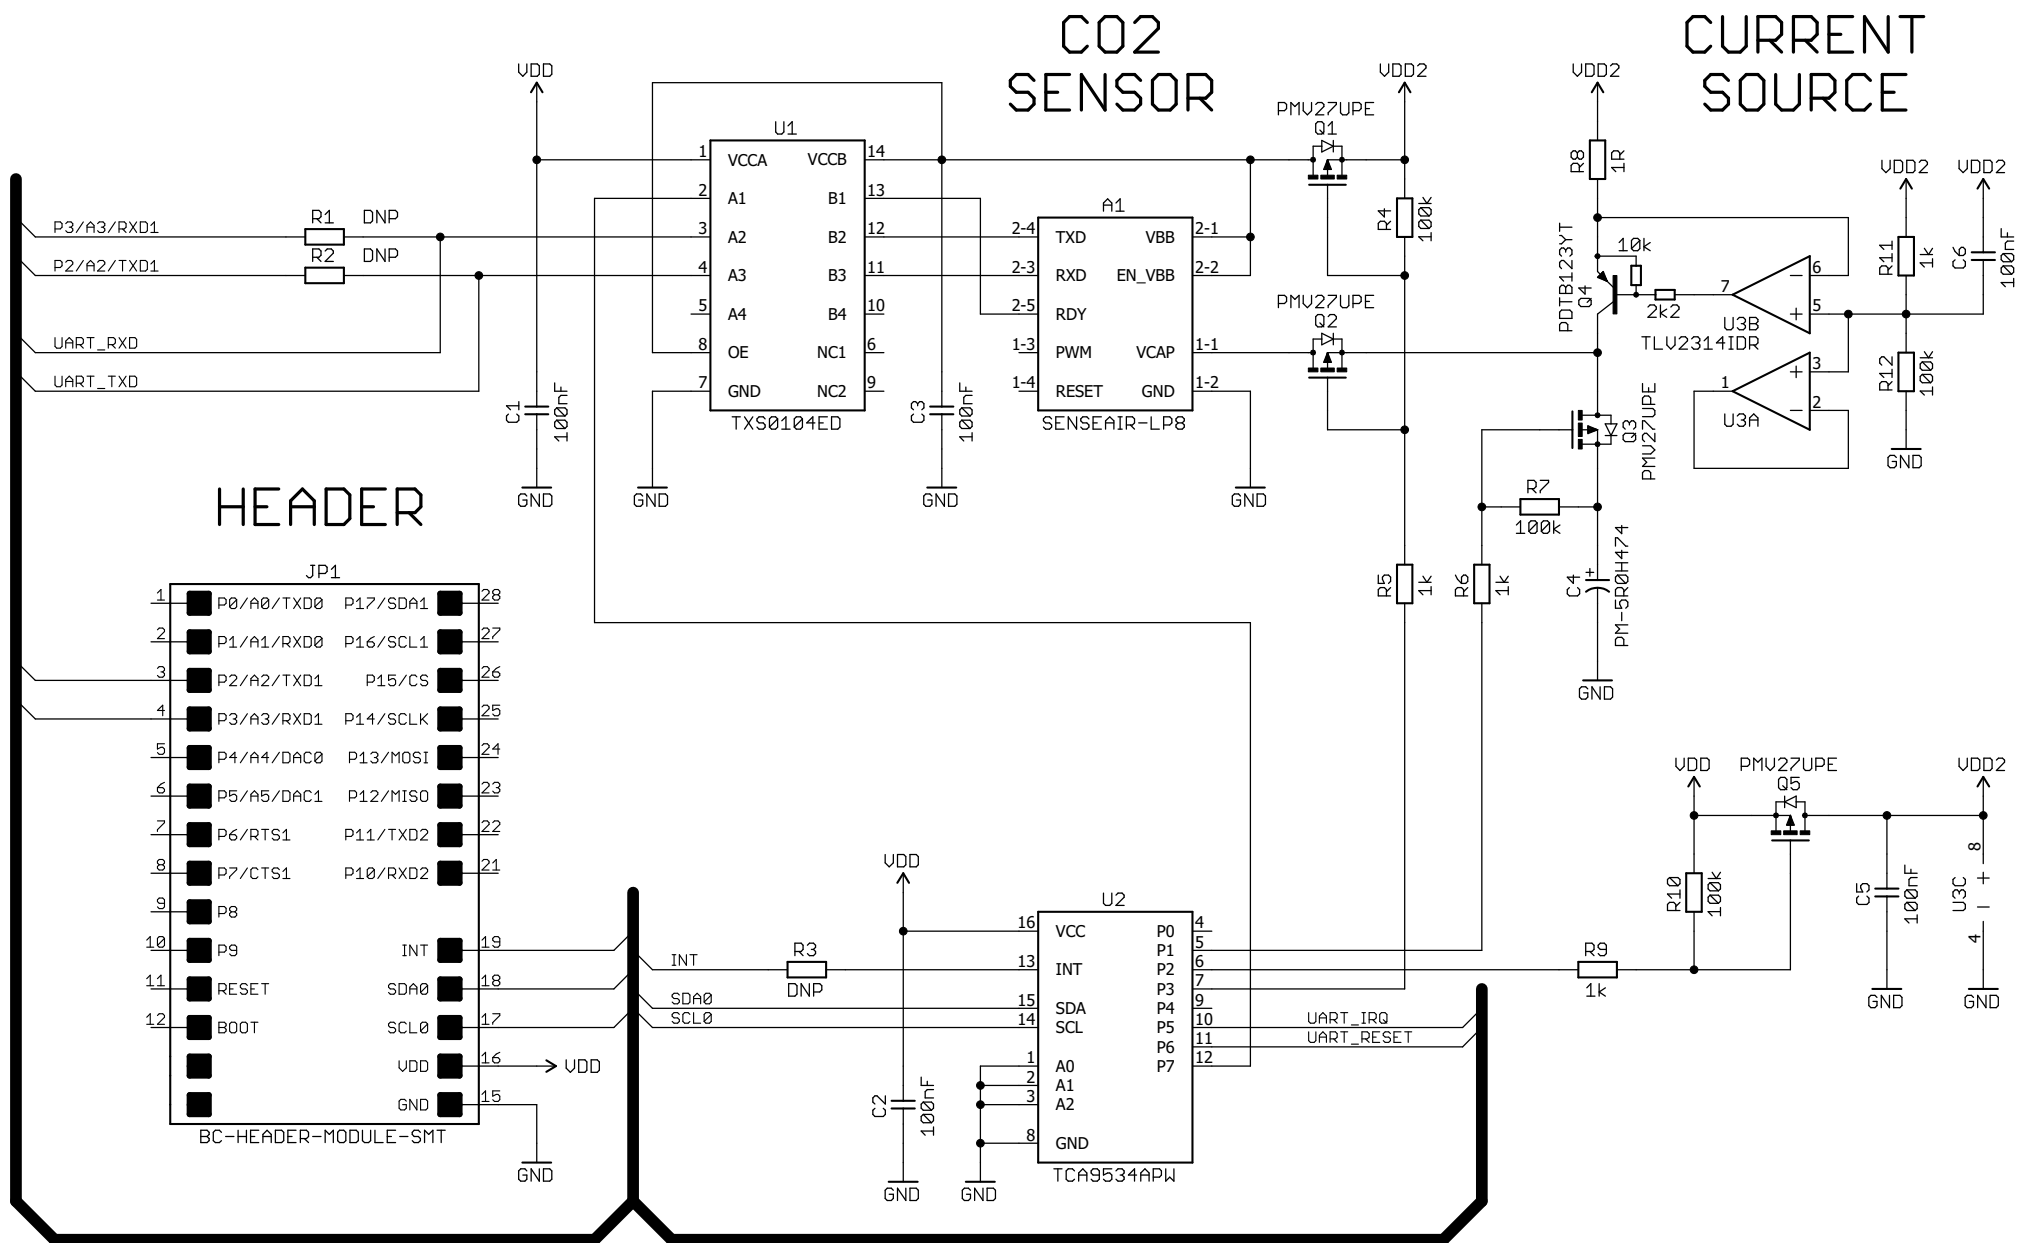 CO2
SENSOR
CURRENT
SOURCE
VDD
VDD2
VDD2
PMV27UPE
Q1
U1
1 VCCA VCCB 14
2 A1 B1 13
3 A2 B2 12
4 A3 B3 11
5 A4 B4 10
8 OE NC1 6
7 GND NC2 9
TXS0104ED
P3/A3/RXD1
R1 DNP
P2/A2/TXD1
R2 DNP
UART_RXD
UART_TXD
C1
100nF
GND
GND
C3
100nF
GND
A1
2-4 TXD VBB 2-1
2-3 RXD EN_VBB 2-2
2-5 RDY
1-3 PWM VCAP 1-1
1-4 RESET GND 1-2
SENSEAIR-LP8
GND
R4
100k
PMV27UPE
Q2
R8
1R
PDTB123YT
Q4
10k
2k2
7
6
5
U3B
TLV2314IDR
1
3
2
U3A
VDD2
VDD2
R11
1k
C6
100nF
R12
100k
GND
Q3
PMV27UPE
R7
100k
R5
1k
R6
1k
C4
+
PM-5R0H474
GND
HEADER
JP1
1 P0/A0/TXD0 P17/SDA1 28
2 P1/A1/RXD0 P16/SCL1 27
3 P2/A2/TXD1 P15/CS 26
4 P3/A3/RXD1 P14/SCLK 25
5 P4/A4/DAC0 P13/MOSI 24
6 P5/A5/DAC1 P12/MISO 23
7 P6/RTS1 P11/TXD2 22
8 P7/CTS1 P10/RXD2 21
9 P8
10 P9 INT 19
11 RESET SDA0 18
12 BOOT SCL0 17
VDD 16
VDD
GND 15
BC-HEADER-MODULE-SMT
GND
INT
R3
DNP
SDA0
SCL0
VDD
C2
100nF
GND
GND
U2
16 VCC P0 4
P1 5
13 INT P2 6
P3 7
15 SDA P4 9
14 SCL P5 10
P6 11
1 A0 P7 12
2 A1
3 A2
8 GND
TCA9534APW
UART_IRQ
UART_RESET
R9
1k
VDD
PMV27UPE
Q5
VDD2
R10
100k
C5
100nF
GND
U3C
8
+
−
4
GND